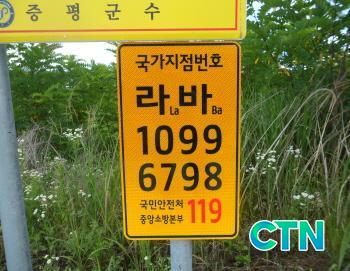 증평군수
국가지점번호
라 바
La Ba
1099
6798
국민안전처
중앙소방본부 119
CTN